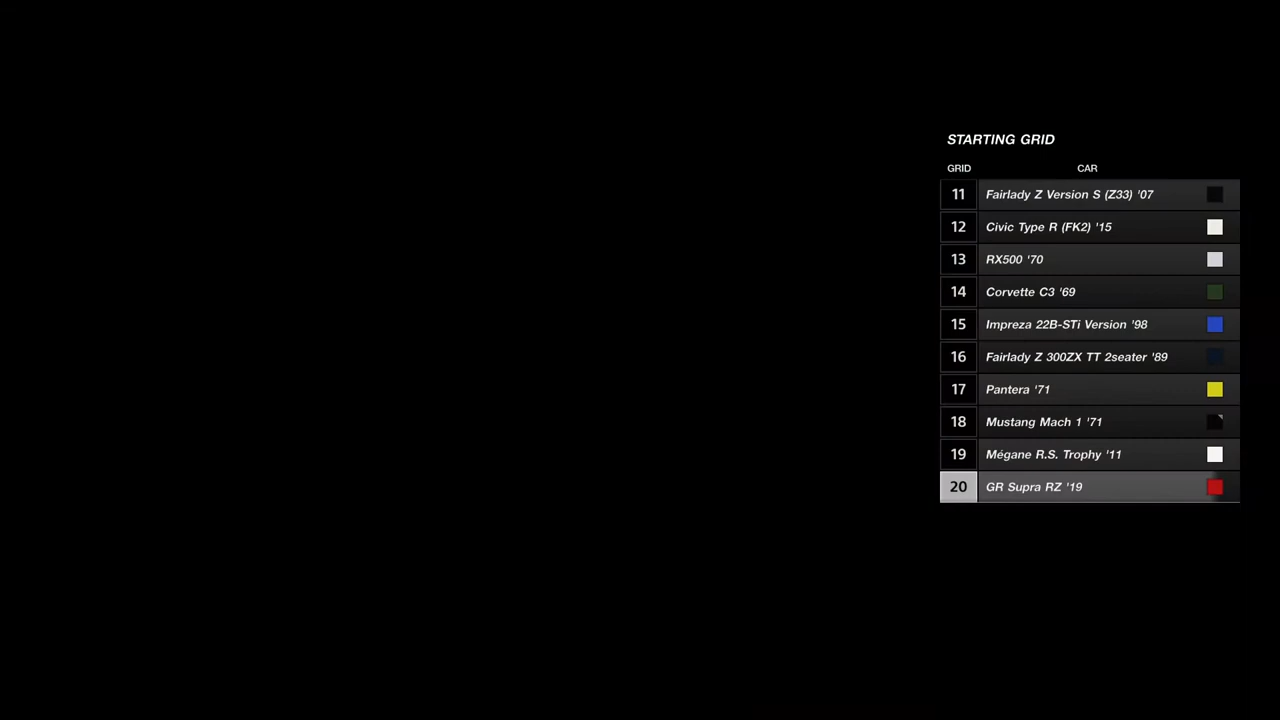 STARTING GRID
GRID CAR
11 Fairlady Z Version S (Z33) '07
12 Civic Type R (FK2) '15
13 RX500 '70
14 Corvette C3 '69
15 Impreza 22B-STi Version '98
16 Fairlady Z 300ZX TT 2seater '89
17 Pantera '71
18 Mustang Mach 1 '71
19 Mégane R.S. Trophy '11
20 GR Supra RZ '19